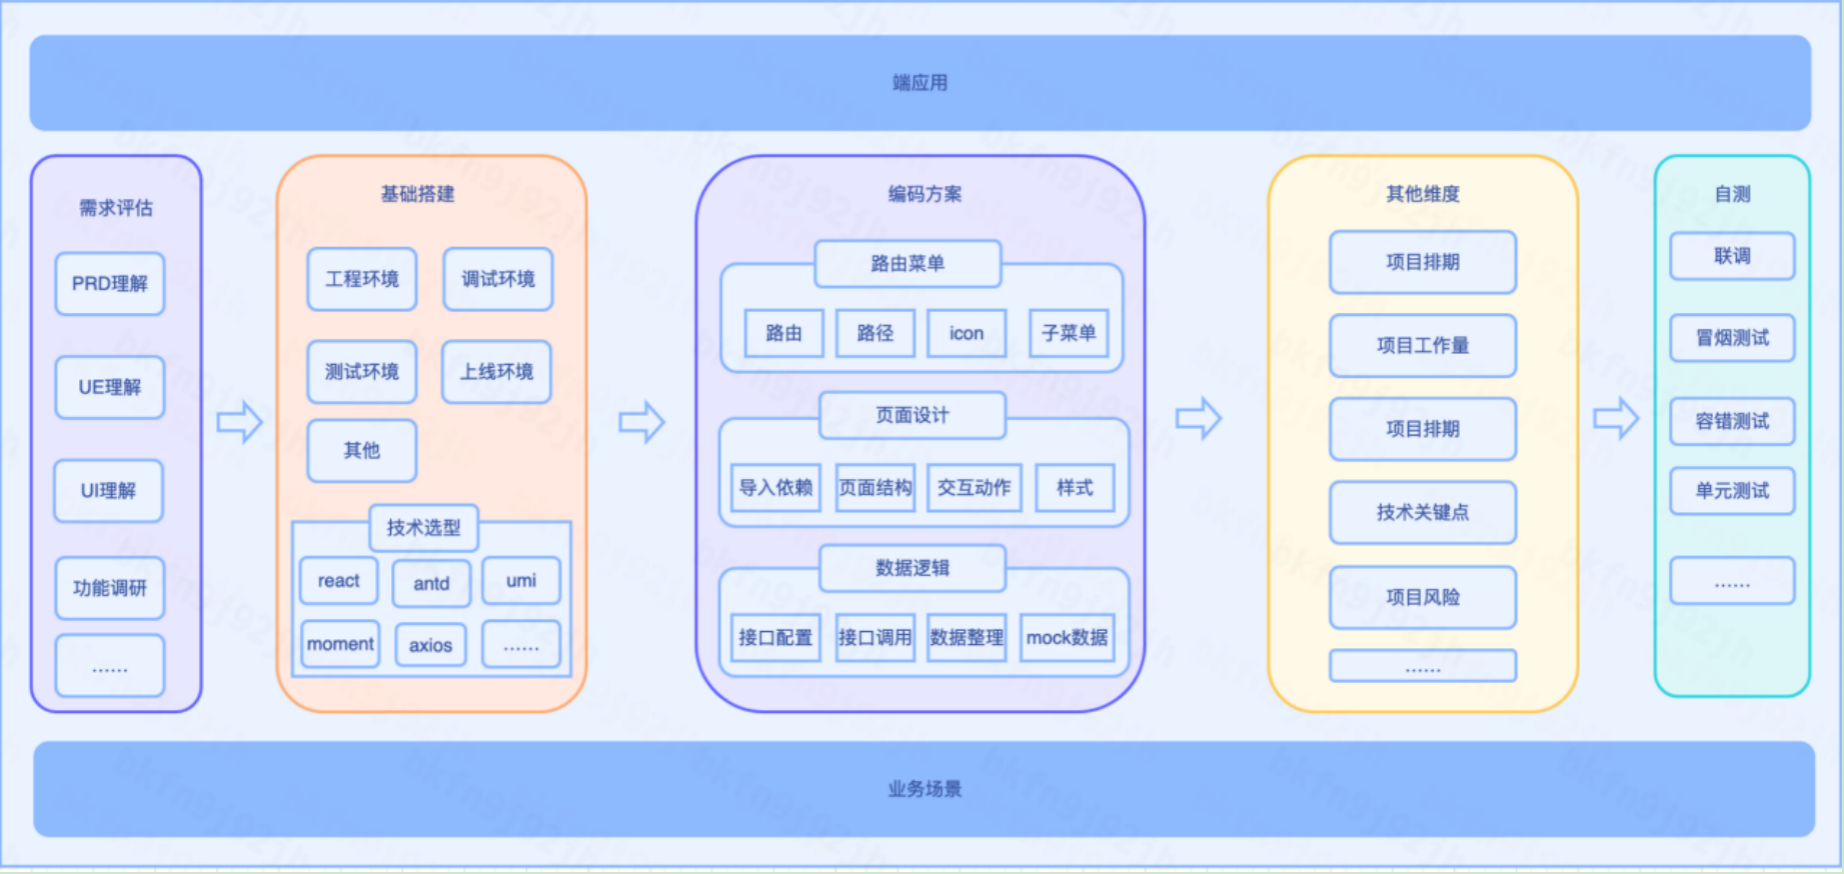 端应用
需求评估
PRD理解
UE理解
UI理解
功能调研
……
基础搭建
工程环境
调试环境
测试环境
上线环境
其他
技术选型
react
antd
umi
moment
axios
……
编码方案
路由菜单
路由
路径
icon
子菜单
页面设计
导入依赖
页面结构
交互动作
样式
数据逻辑
接口配置
接口调用
数据整理
mock数据
其他维度
项目排期
项目工作量
项目排期
技术关键点
项目风险
……
自测
联调
冒烟测试
容错测试
单元测试
……
业务场景
bkfn9j92jh